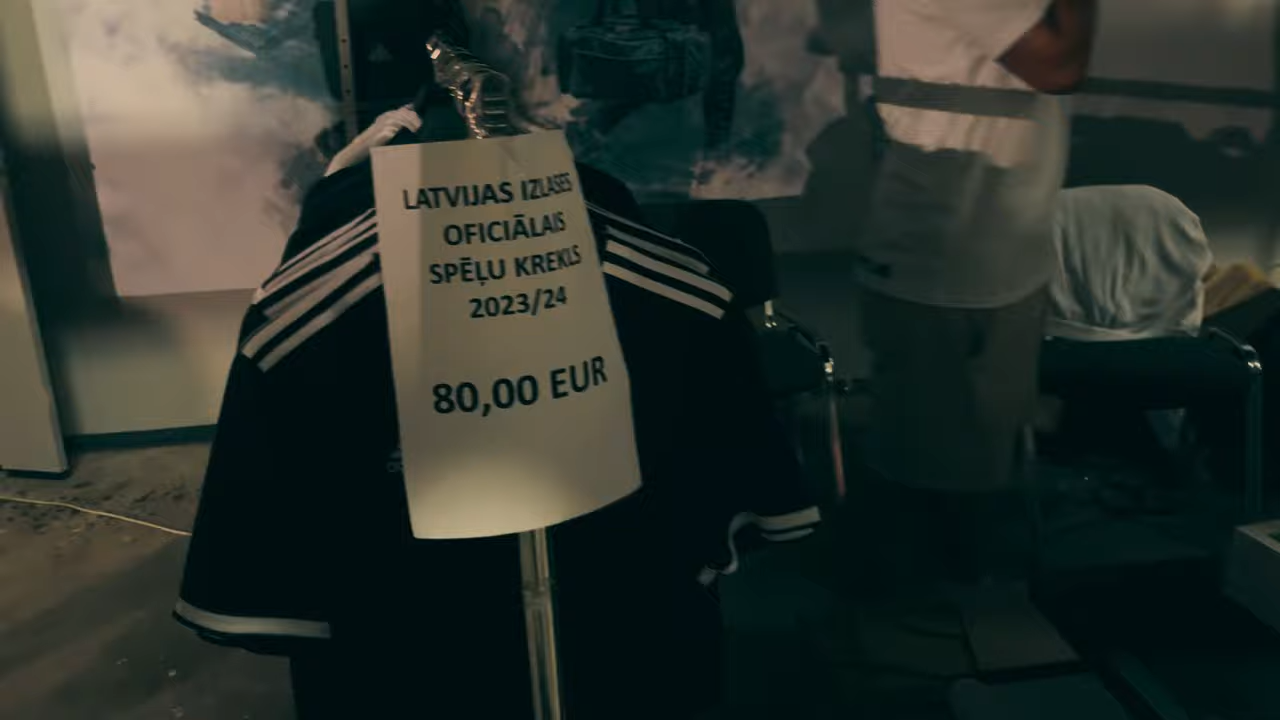 LATVIJAS IZLASES
OFICIĀLAIS
SPĒĻU KREKLS
2023/24
80,00 EUR